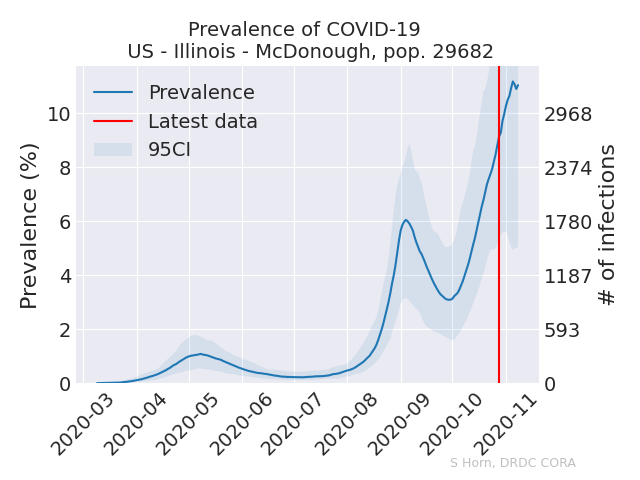 Prevalence of COVID-19
US - Illinois - McDonough, pop. 29682
Prevalence
Latest data
95CI
Prevalence (%)
10
8
6
4
2
0
2968
2374
1780
1187
593
0
# of infections
2020-03
2020-04
2020-05
2020-06
2020-07
2020-08
2020-09
2020-10
2020-11
S Horn, DRDC CORA